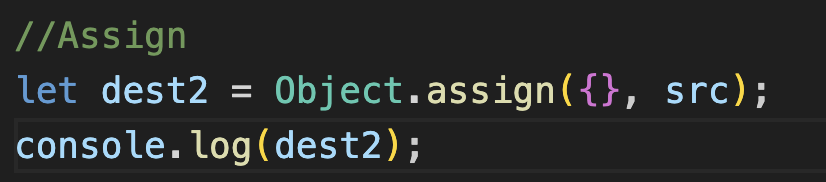 //Assign
let dest2 = Object.assign({}, src);
console.log(dest2);